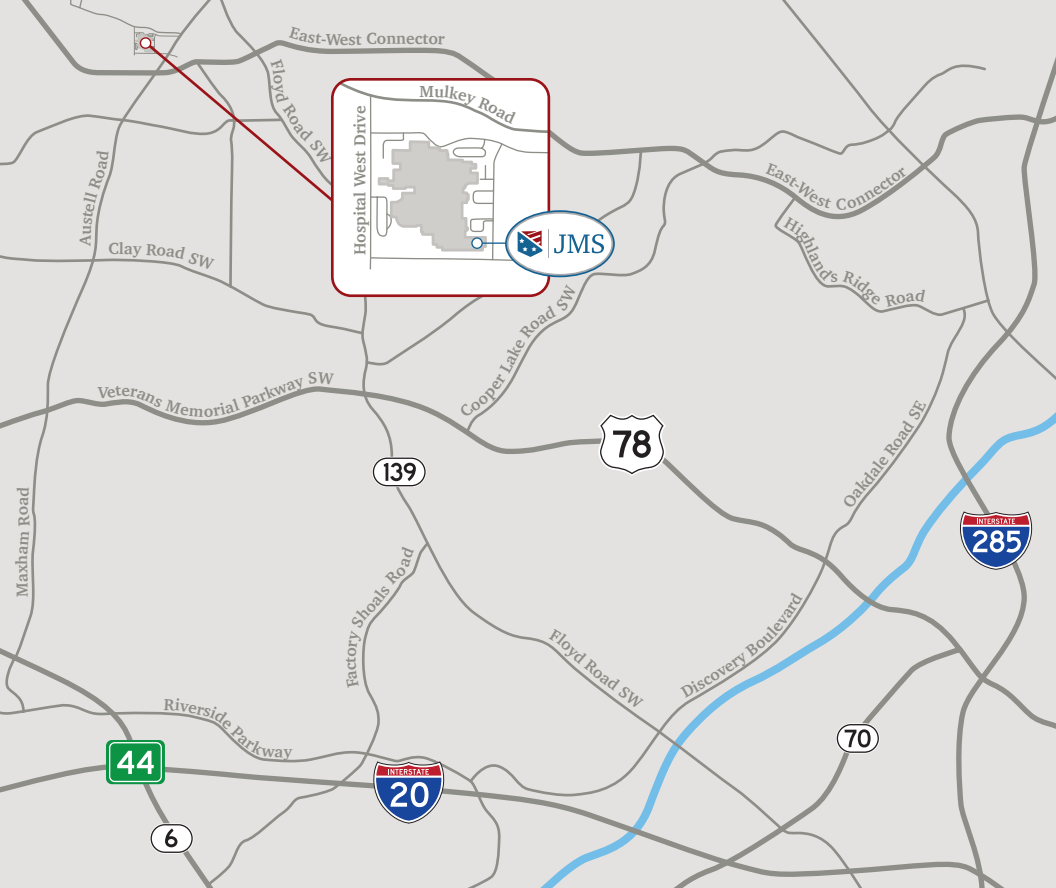 East-West Connector
Floyd Road SW
Mulkey Road
Hospital West Drive
JMS
Austell Road
East-West Connector
Clay Road SW
Highland's Ridge Road
Cooper Lake Road SW
Veterans Memorial Parkway SW
78
139
Oakdale Road SE
Maxham Road
INTERSTATE
285
Factory Shoals Road
Floyd Road SW
Discovery Boulevard
Riverside Parkway
70
44
INTERSTATE
20
6